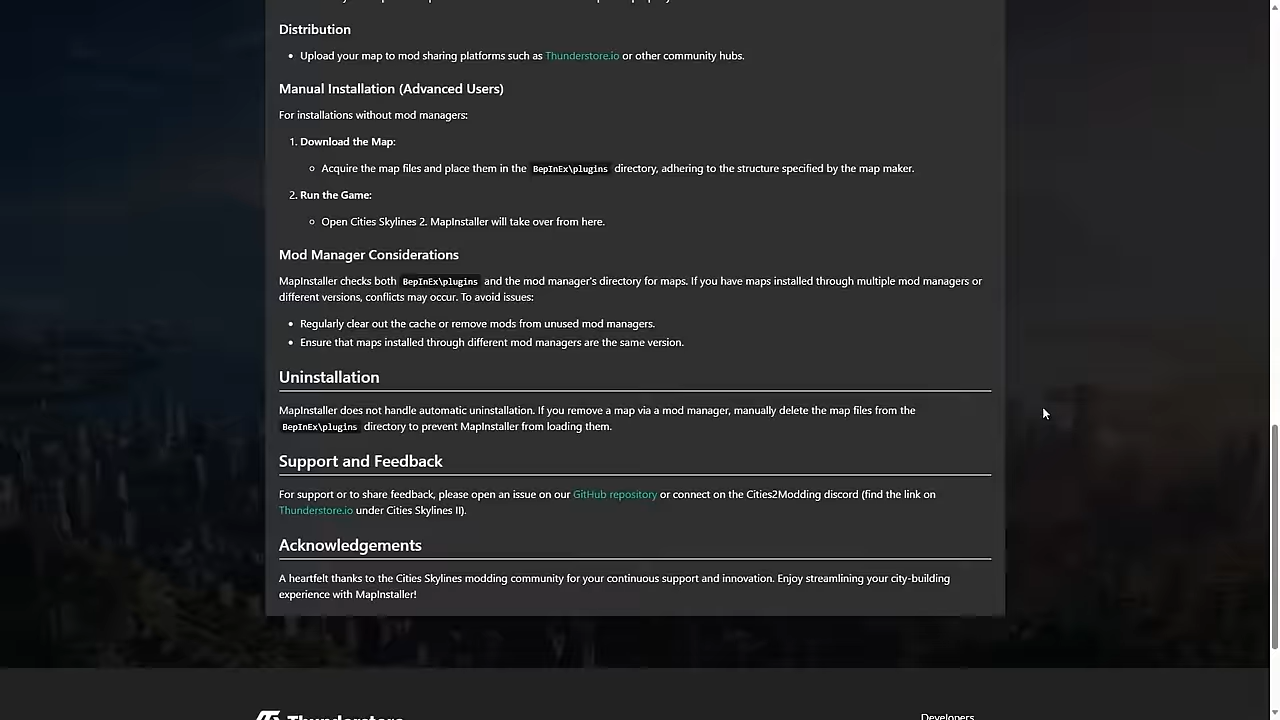 Distribution
Upload your map to mod sharing platforms such as Thunderstore.io or other community hubs.
Manual Installation (Advanced Users)
For installations without mod managers:
1. Download the Map:
Acquire the map files and place them in the BepInEx\plugins directory, adhering to the structure specified by the map maker.
2. Run the Game:
Open Cities Skylines 2. MapInstaller will take over from here.
Mod Manager Considerations
MapInstaller checks both BepInEx\plugins and the mod manager's directory for maps. If you have maps installed through multiple mod managers or
different versions, conflicts may occur. To avoid issues:
Regularly clear out the cache or remove mods from unused mod managers.
Ensure that maps installed through different mod managers are the same version.
Uninstallation
MapInstaller does not handle automatic uninstallation. If you remove a map via a mod manager, manually delete the map files from the
BepInEx\plugins directory to prevent MapInstaller from loading them.
Support and Feedback
For support or to share feedback, please open an issue on our GitHub repository or connect on the Cities2Modding discord (find the link on
Thunderstore.io under Cities Skylines II).
Acknowledgements
A heartfelt thanks to the Cities Skylines modding community for your continuous support and innovation. Enjoy streamlining your city-building
experience with MapInstaller!
Thunderstore
Developers